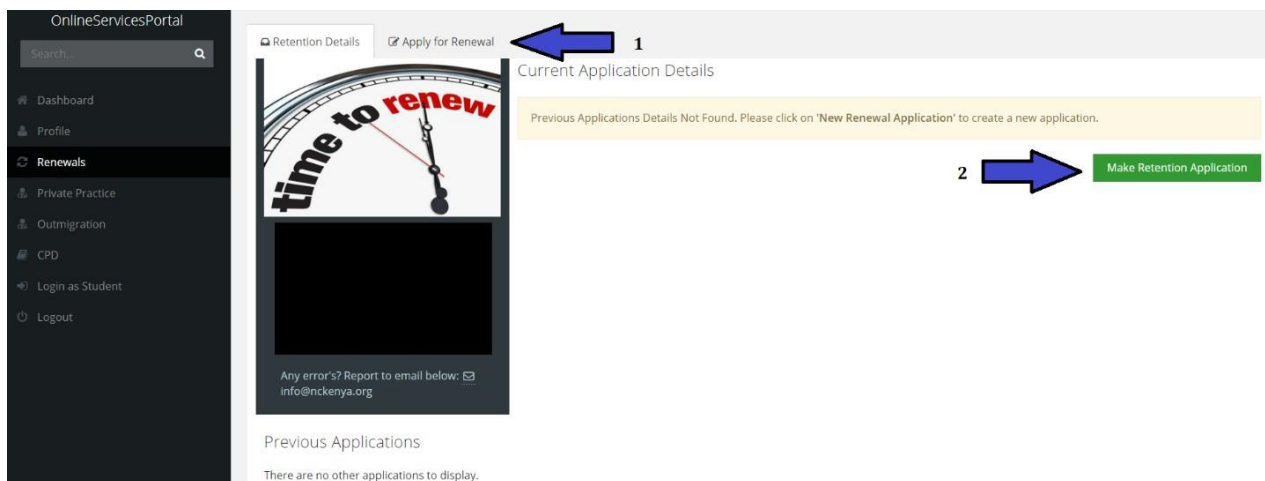 OnlineServicesPortal
Search...
Dashboard
Profile
Renewals
Private Practice
Outmigration
CPD
Login as Student
Logout
Retention Details
Apply for Renewal
1
time to renew
Any error's? Report to email below:
info@nckenya.org
Previous Applications
There are no other applications to display.
Current Application Details
Previous Applications Details Not Found. Please click on 'New Renewal Application' to create a new application.
2
Make Retention Application